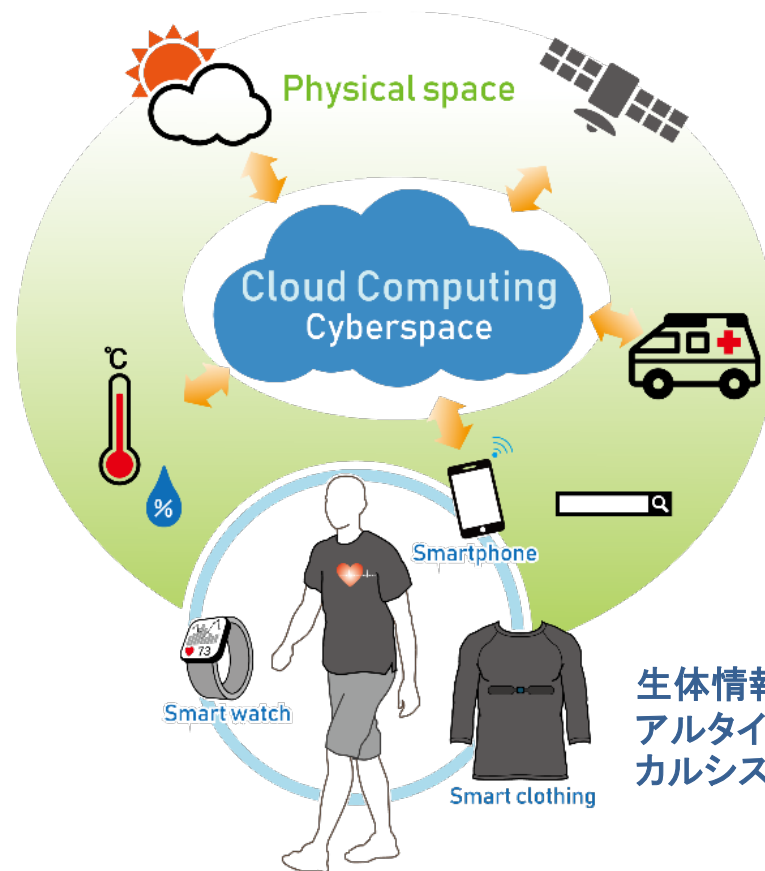 Physical space
Cloud Computing
Cyberspace
℃
%
Smartphone
73
Smart watch
Smart clothing
生体情報
アルタイ
カルシス